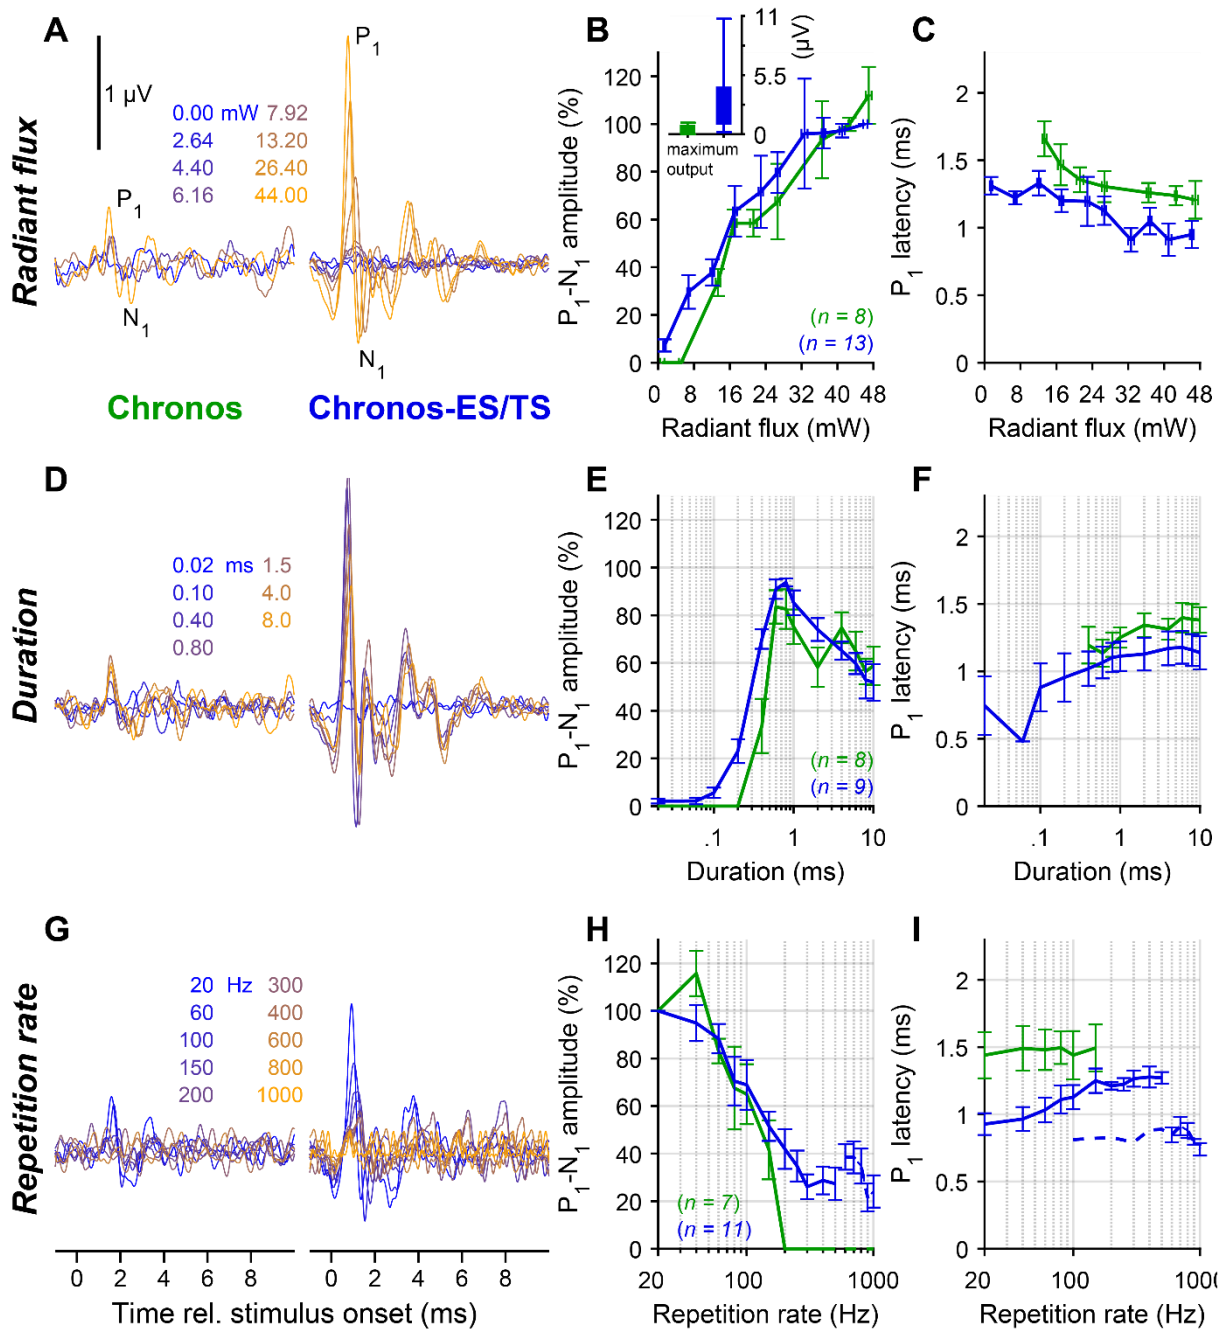 A
Radiant flux
1 µV
0.00 mW 7.92
2.64 13.20
4.40 26.40
6.16 44.00
P1
N1
P1
N1
Chronos
Chronos-ES/TS
B
P1-N1 amplitude (%)
120
100
80
60
40
20
0
11
5.5
0
(µV)
maximum
output
(n = 8)
(n = 13)
0 8 16 24 32 40 48
Radiant flux (mW)
C
P1 latency (ms)
2
1.5
1
0.5
0
0 8 16 24 32 40 48
Radiant flux (mW)
D
Duration
0.02 ms 1.5
0.10 4.0
0.40 8.0
0.80
E
P1-N1 amplitude (%)
120
100
80
60
40
20
0
(n = 8)
(n = 9)
.1 1 10
Duration (ms)
F
P1 latency (ms)
2
1.5
1
0.5
0
.1 1 10
Duration (ms)
G
Repetition rate
20 Hz 300
60 400
100 600
150 800
200 1000
0 2 4 6 8
0 2 4 6 8
Time rel. stimulus onset (ms)
H
P1-N1 amplitude (%)
120
100
80
60
40
20
0
(n = 7)
(n = 11)
20 100 1000
Repetition rate (Hz)
I
P1 latency (ms)
2
1.5
1
0.5
0
20 100 1000
Repetition rate (Hz)